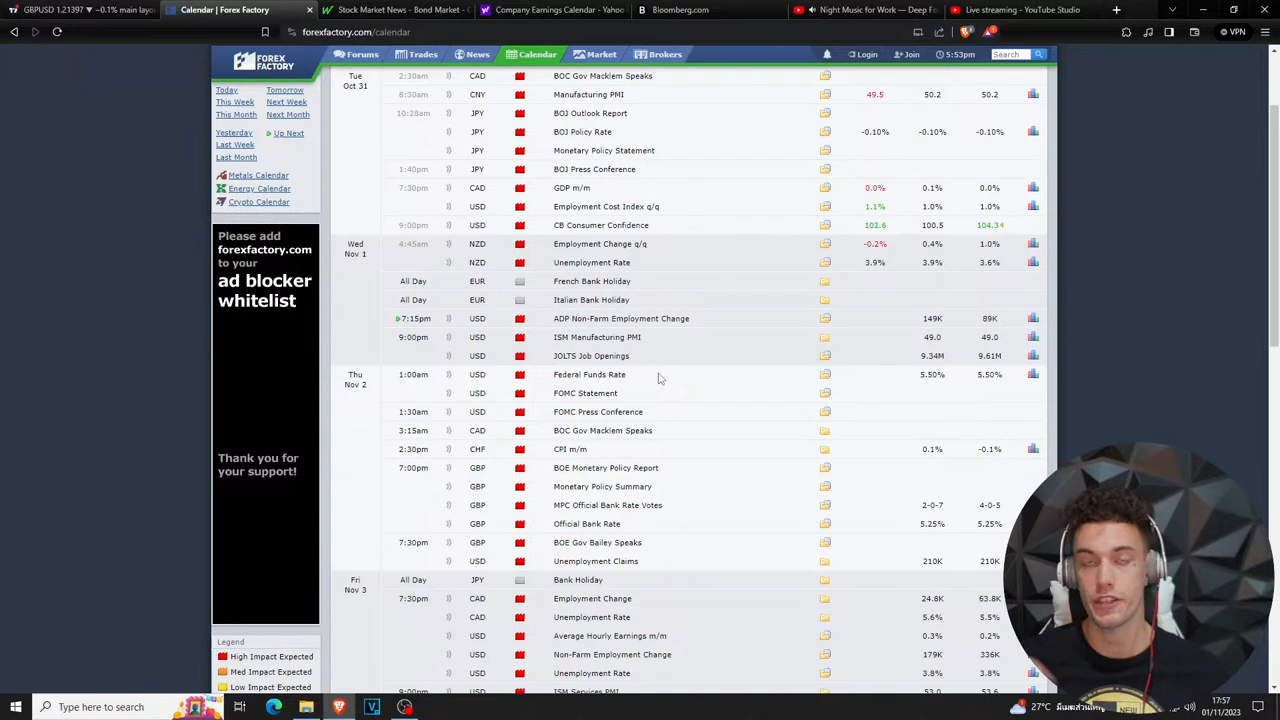 GBPUSD 1.21397 ▼ −0.1% main layo
Calendar | Forex Factory
Stock Market News - Bond Market -
Company Earnings Calendar - Yahoo
Bloomberg.com
Night Music for Work — Deep Fo
Live streaming - YouTube Studio
forexfactory.com/calendar
VPN
FOREX FACTORY
Forums Trades News Calendar Market Brokers Login Join 5:53pm Search
Today Tomorrow
This Week Next Week
This Month Next Month
Yesterday Up Next
Last Week
Last Month
Metals Calendar
Energy Calendar
Crypto Calendar
Please add
forexfactory.com
to your
ad blocker
whitelist
Thank you for
your support!
Legend
High Impact Expected
Med Impact Expected
Low Impact Expected
Tue Oct 31 2:30am CAD BOC Gov Macklem Speaks
8:30am CNY Manufacturing PMI 49.5 50.2 50.2
10:28am JPY BOJ Outlook Report
JPY BOJ Policy Rate -0.10% -0.10% -0.10%
JPY Monetary Policy Statement
1:40pm JPY BOJ Press Conference
7:30pm CAD GDP m/m 0.0% 0.1% 0.0%
USD Employment Cost Index q/q 1.1% 1.0% 1.0%
9:00pm USD CB Consumer Confidence 102.6 100.5 104.3
Wed Nov 1 4:45am NZD Employment Change q/q -0.2% 0.4% 1.0%
NZD Unemployment Rate 3.9% 3.9% 3.6%
All Day EUR French Bank Holiday
All Day EUR Italian Bank Holiday
7:15pm USD ADP Non-Farm Employment Change 149K 89K
9:00pm USD ISM Manufacturing PMI 49.0 49.0
USD JOLTS Job Openings 9.34M 9.61M
Thu Nov 2 1:00am USD Federal Funds Rate 5.50% 5.50%
USD FOMC Statement
1:30am USD FOMC Press Conference
3:15am CAD BOC Gov Macklem Speaks
2:30pm CHF CPI m/m 0.1% -0.1%
7:00pm GBP BOE Monetary Policy Report
GBP Monetary Policy Summary
GBP MPC Official Bank Rate Votes 2-0-7 4-0-5
GBP Official Bank Rate 5.25% 5.25%
7:30pm GBP BOE Gov Bailey Speaks
USD Unemployment Claims 210K 210K
Fri Nov 3 All Day JPY Bank Holiday
7:30pm CAD Employment Change 24.8K 63.8K
CAD Unemployment Rate 5.6% 5.5%
USD Average Hourly Earnings m/m 0.3% 0.2%
USD Non-Farm Employment Change 179K 336K
USD Unemployment Rate 3.8% 3.8%
9:00pm USD ISM Services PMI 53.0 53.6
NEW
Type here to search
27°C
17:57
01/11/2023